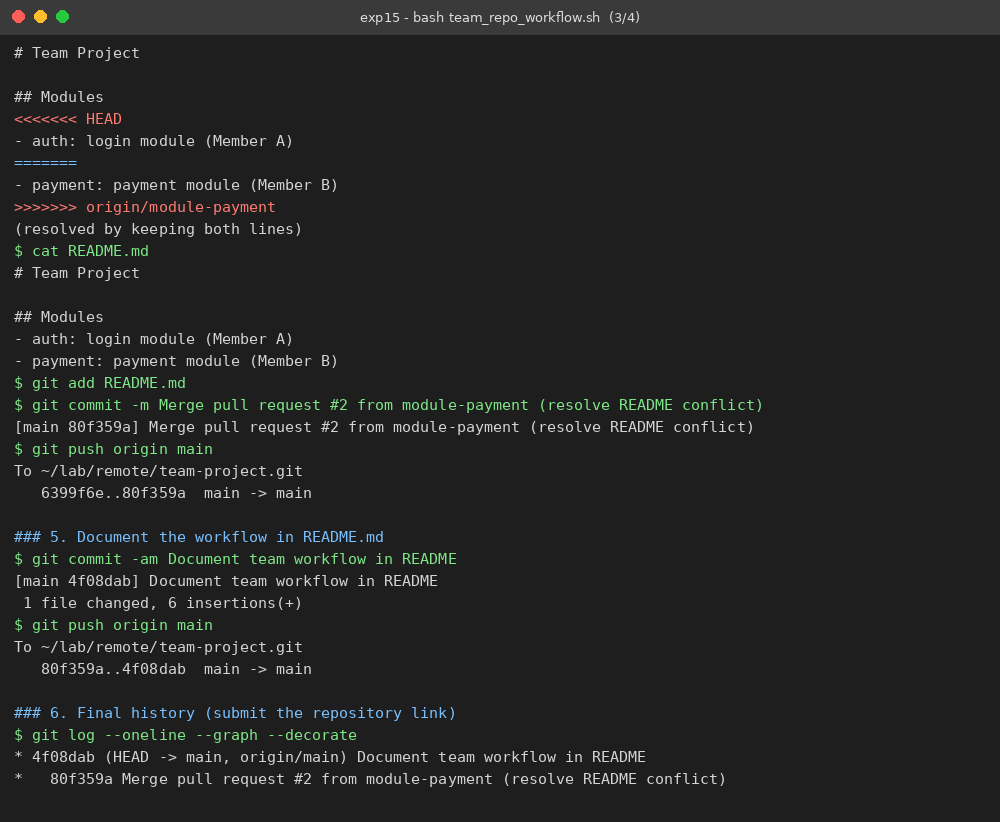 exp15 - bash team_repo_workflow.sh  (3/4)
# Team Project

## Modules
<<<<<<< HEAD
- auth: login module (Member A)
=======
- payment: payment module (Member B)
>>>>>>> origin/module-payment
(resolved by keeping both lines)
$ cat README.md
# Team Project

## Modules
- auth: login module (Member A)
- payment: payment module (Member B)
$ git add README.md
$ git commit -m Merge pull request #2 from module-payment (resolve README conflict)
[main 80f359a] Merge pull request #2 from module-payment (resolve README conflict)
$ git push origin main
To ~/lab/remote/team-project.git
   6399f6e..80f359a  main -> main

### 5. Document the workflow in README.md
$ git commit -am Document team workflow in README
[main 4f08dab] Document team workflow in README
 1 file changed, 6 insertions(+)
$ git push origin main
To ~/lab/remote/team-project.git
   80f359a..4f08dab  main -> main

### 6. Final history (submit the repository link)
$ git log --oneline --graph --decorate
* 4f08dab (HEAD -> main, origin/main) Document team workflow in README
*   80f359a Merge pull request #2 from module-payment (resolve README conflict)